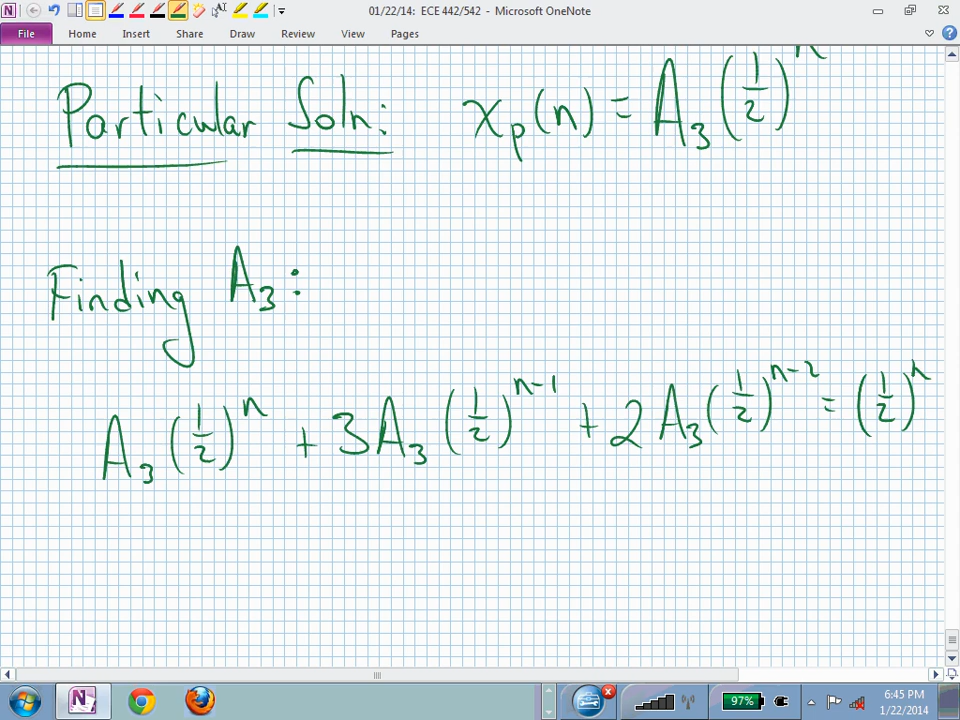 01/22/14: ECE 442/542 - Microsoft OneNote
File Home Insert Share Draw Review View Pages
Particular Soln: x_p(n) = A_3 (1/2)^n
Finding A_3:
A_3 (1/2)^n + 3A_3 (1/2)^{n-1} + 2A_3 (1/2)^{n-2} = (1/2)^n
97% 6:45 PM
1/22/2014